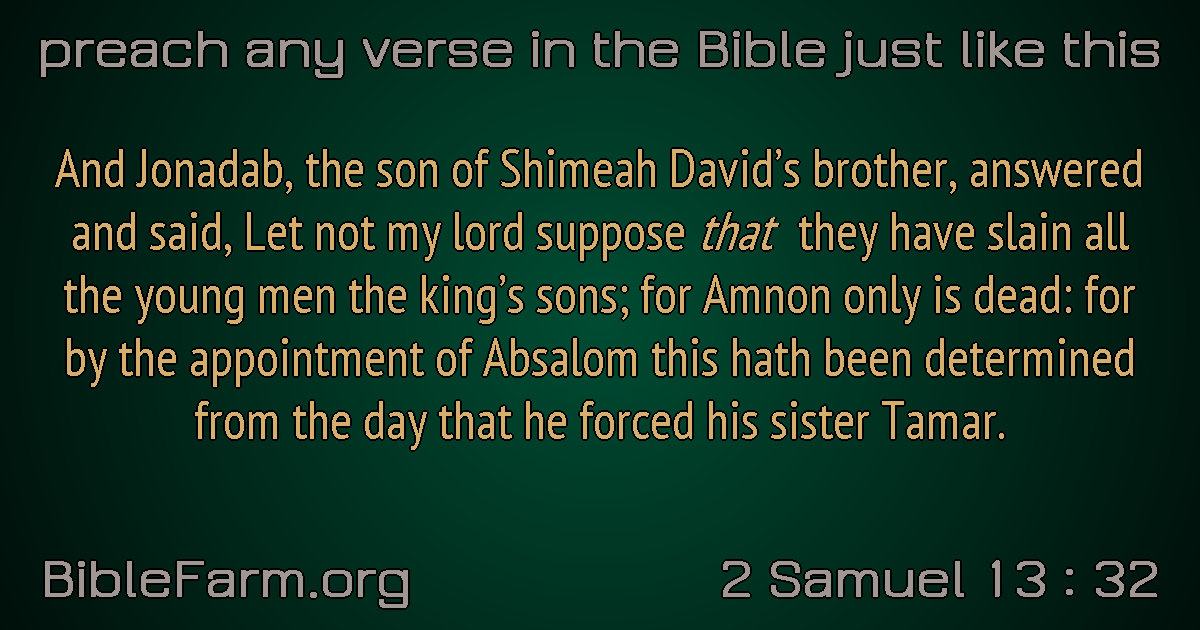 preach any verse in the Bible just like this
And Jonadab, the son of Shimeah David’s brother, answered
and said, Let not my lord suppose that they have slain all
the young men the king’s sons; for Amnon only is dead: for
by the appointment of Absalom this hath been determined
from the day that he forced his sister Tamar.
BibleFarm.org
2 Samuel 13 : 32